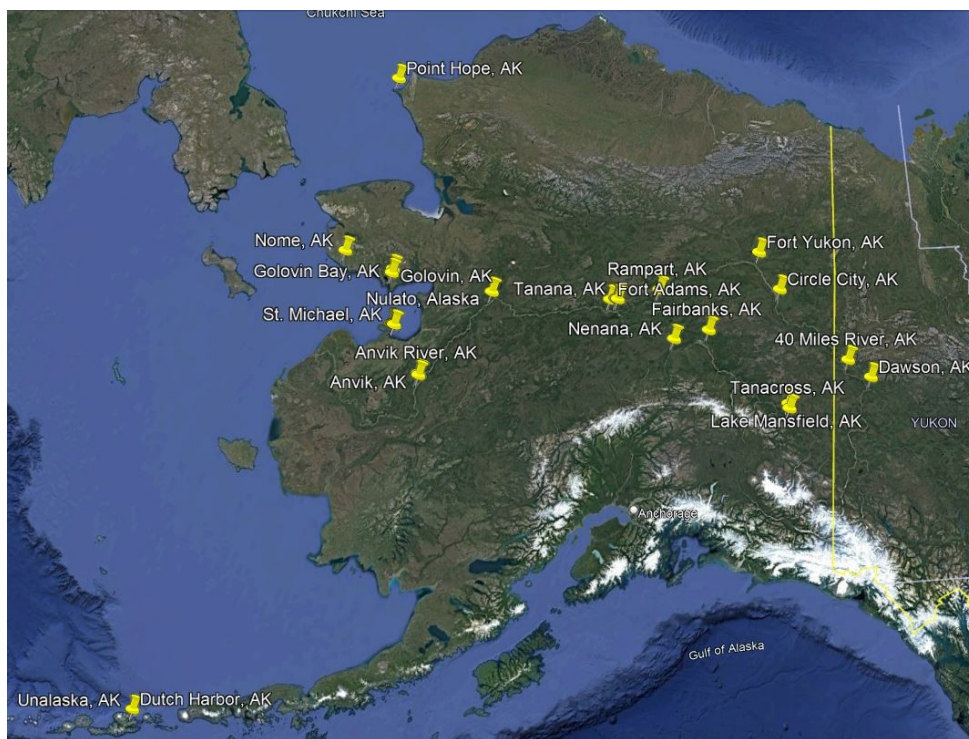 Chukchi Sea
Point Hope, AK
Nome, AK
Fort Yukon, AK
Golovin Bay, AK
Golovin, AK
Rampart, AK
Circle City, AK
Nulato, Alaska
Tanana, AK
Fort Adams, AK
St. Michael, AK
Fairbanks, AK
Nenana, AK
40 Miles River, AK
Anvik River, AK
Dawson, AK
Anvik, AK
Tanacross, AK
Lake Mansfield, AK
YUKON
Anchorage
Gulf of Alaska
Unalaska, AK
Dutch Harbor, AK